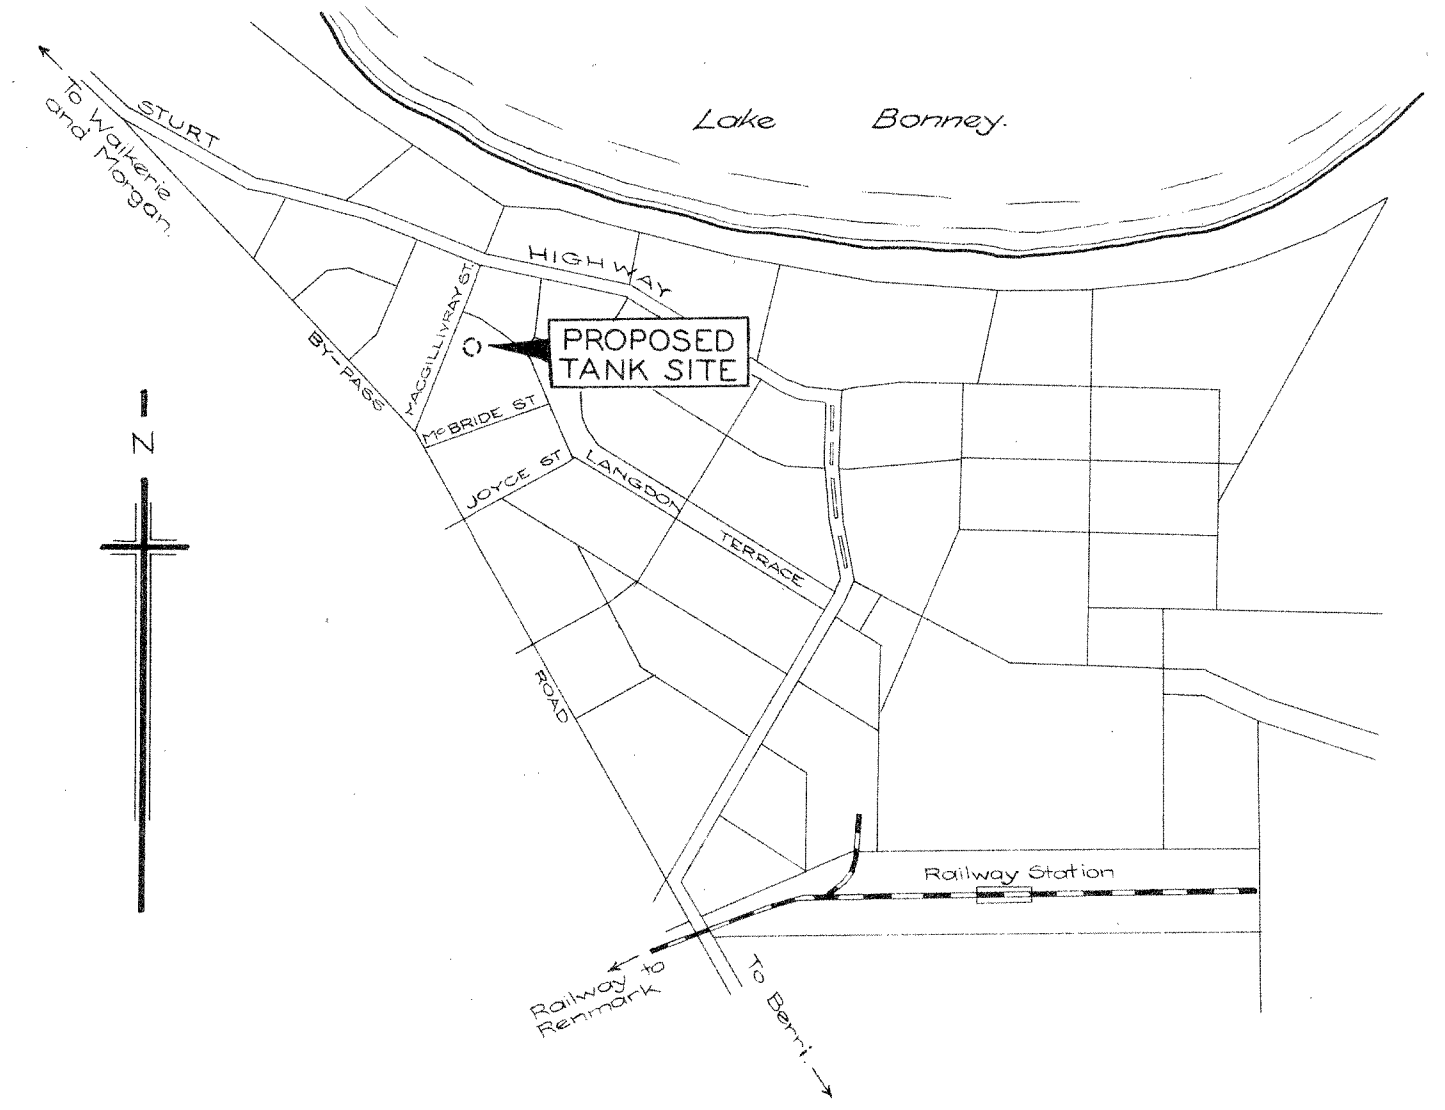 Lake Bonney.
STURT
To Waikerie
and Morgan.
HIGHWAY
MACGILLIVRAY ST.
PROPOSED
TANK SITE
BY-PASS
McBRIDE ST
JOYCE ST
LANGDON TERRACE
N
ROAD
Railway Station
Railway to
Renmark
To Berri.